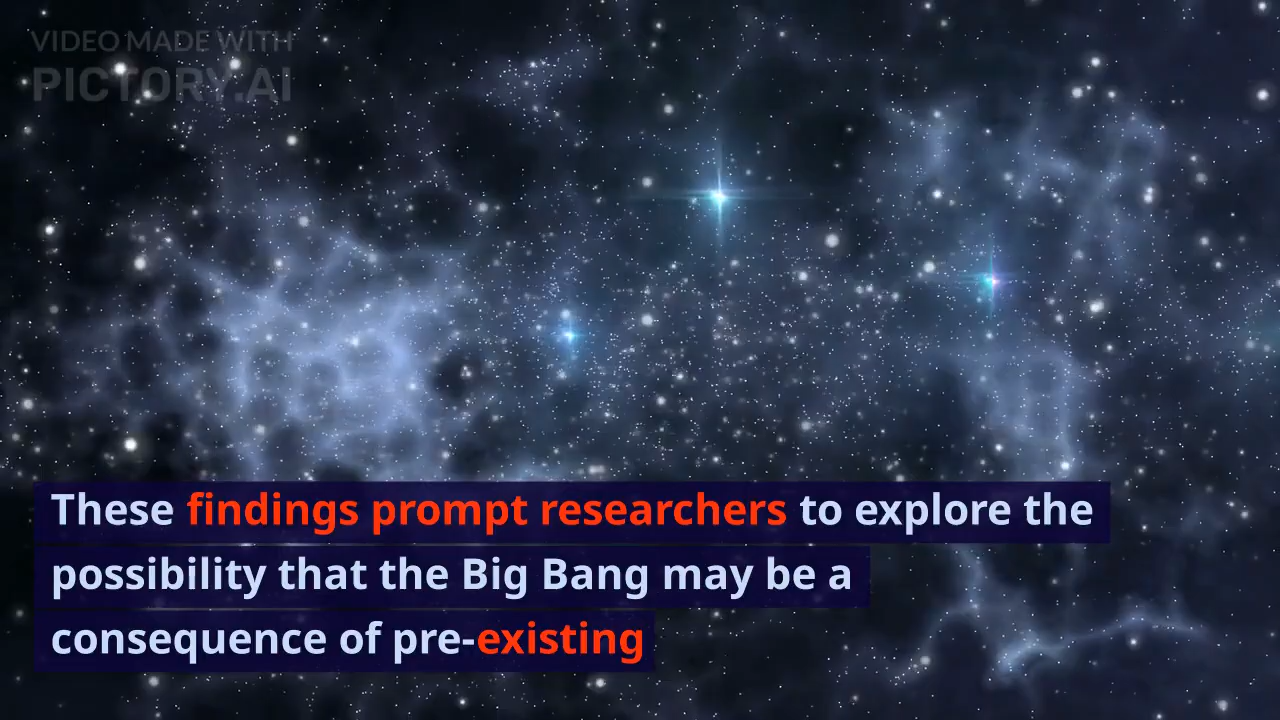 VIDEO MADE WITH
PICTORY.AI
These findings prompt researchers to explore the
possibility that the Big Bang may be a
consequence of pre-existing